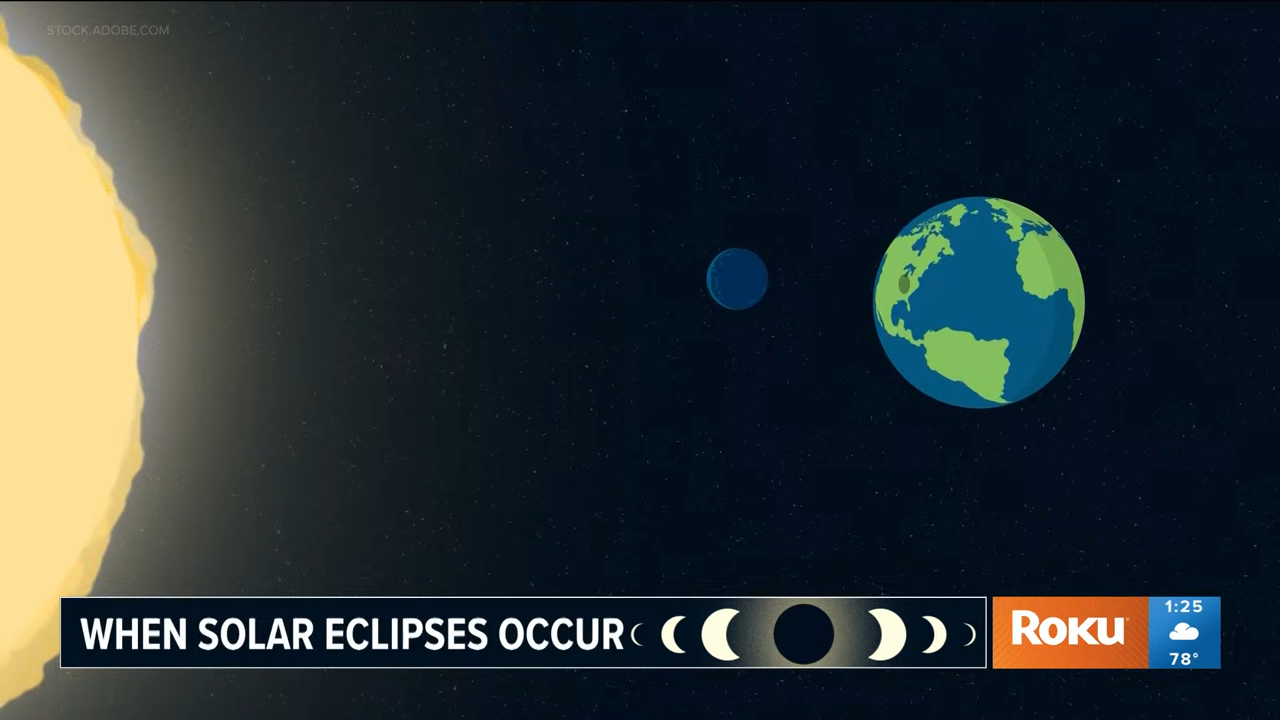 STOCK.ADOBE.COM
WHEN SOLAR ECLIPSES OCCUR
ROKU
1:25
78°